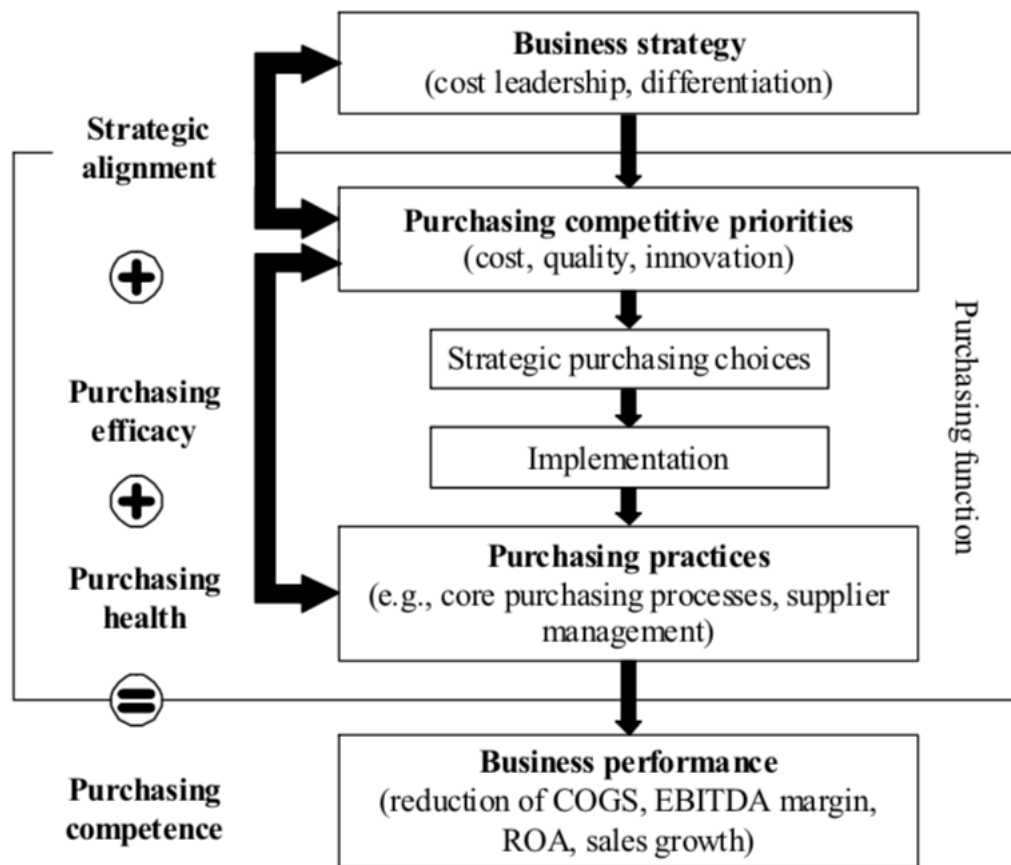 Business strategy
(cost leadership, differentiation)
Strategic
alignment
Purchasing competitive priorities
(cost, quality, innovation)
+
Strategic purchasing choices
Purchasing
efficacy
Implementation
+
Purchasing practices
(e.g., core purchasing processes, supplier
management)
Purchasing
health
Purchasing function
=
Business performance
(reduction of COGS, EBITDA margin,
ROA, sales growth)
Purchasing
competence